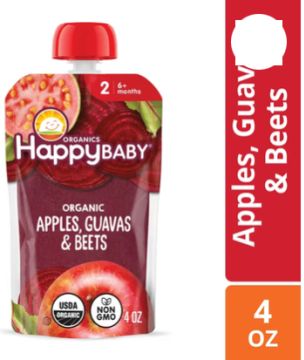 2 6+
months
ORGANICS
HAPPYBABY®
ORGANIC
APPLES, GUAVAS
& BEETS
USDA
ORGANIC
NON
GMO
4 OZ
Apples, Guav
& Beets
4
OZ